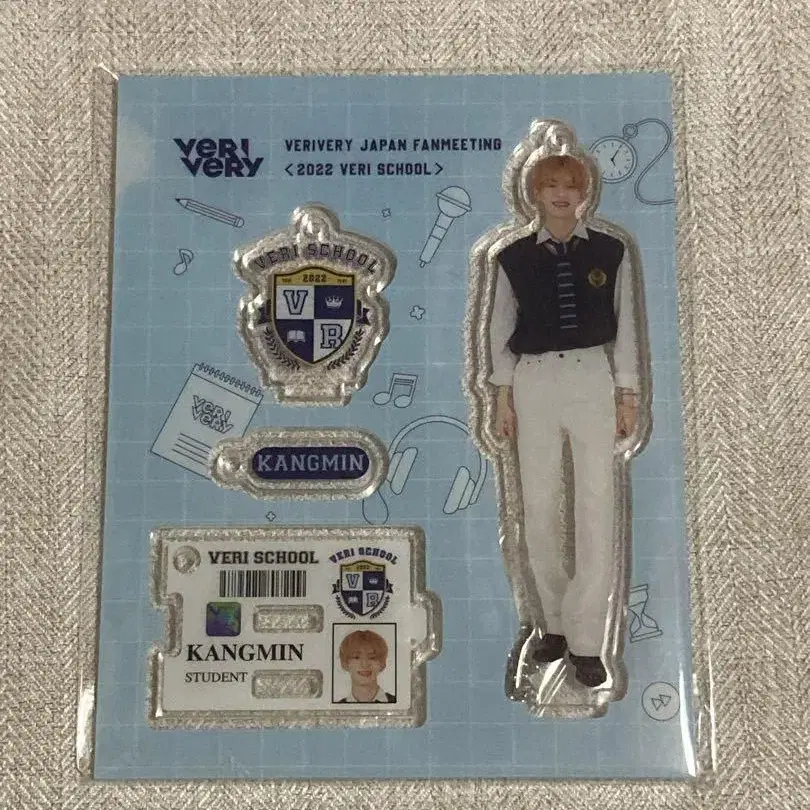 VERI VERY
VERIVERY JAPAN FANMEETING
<2022 VERI SCHOOL>
VERI SCHOOL
2022
V
R
VERI VERY
KANGMIN
VERI SCHOOL
VERI SCHOOL
2022
V
R
KANGMIN
STUDENT